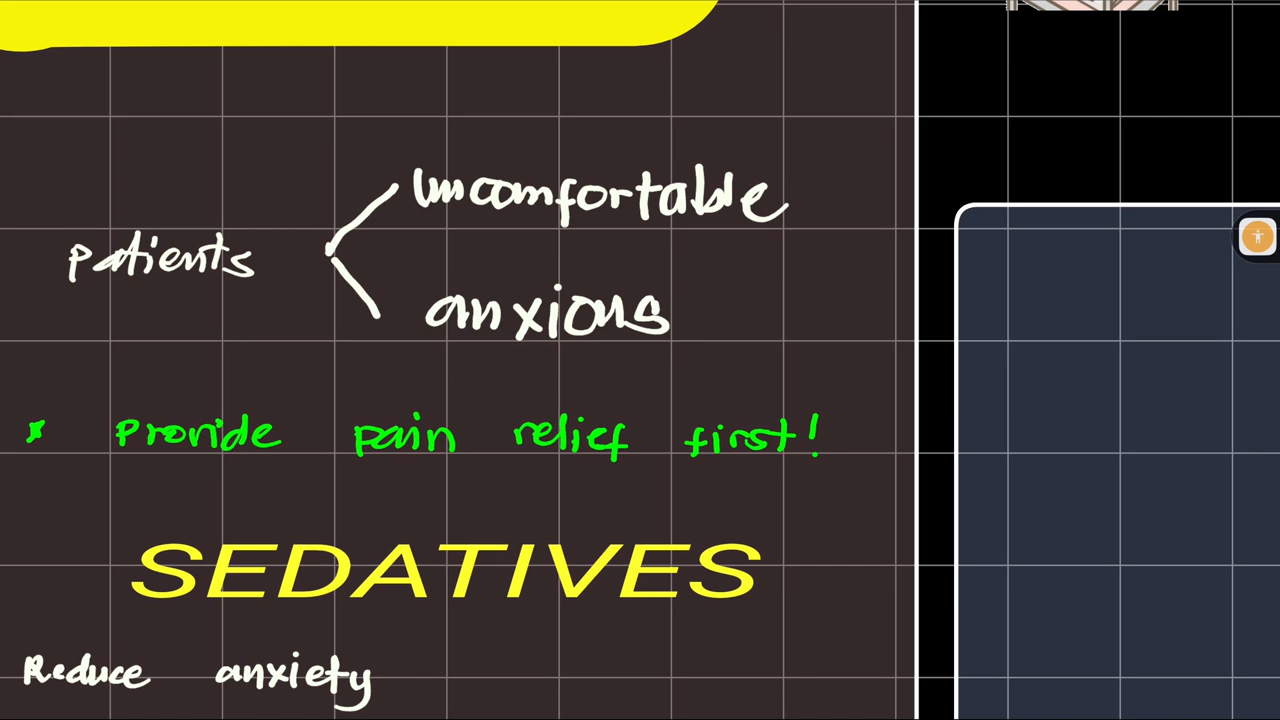 uncomfortable
patients
anxious
* Provide pain relief first!
SEDATIVES
Reduce anxiety